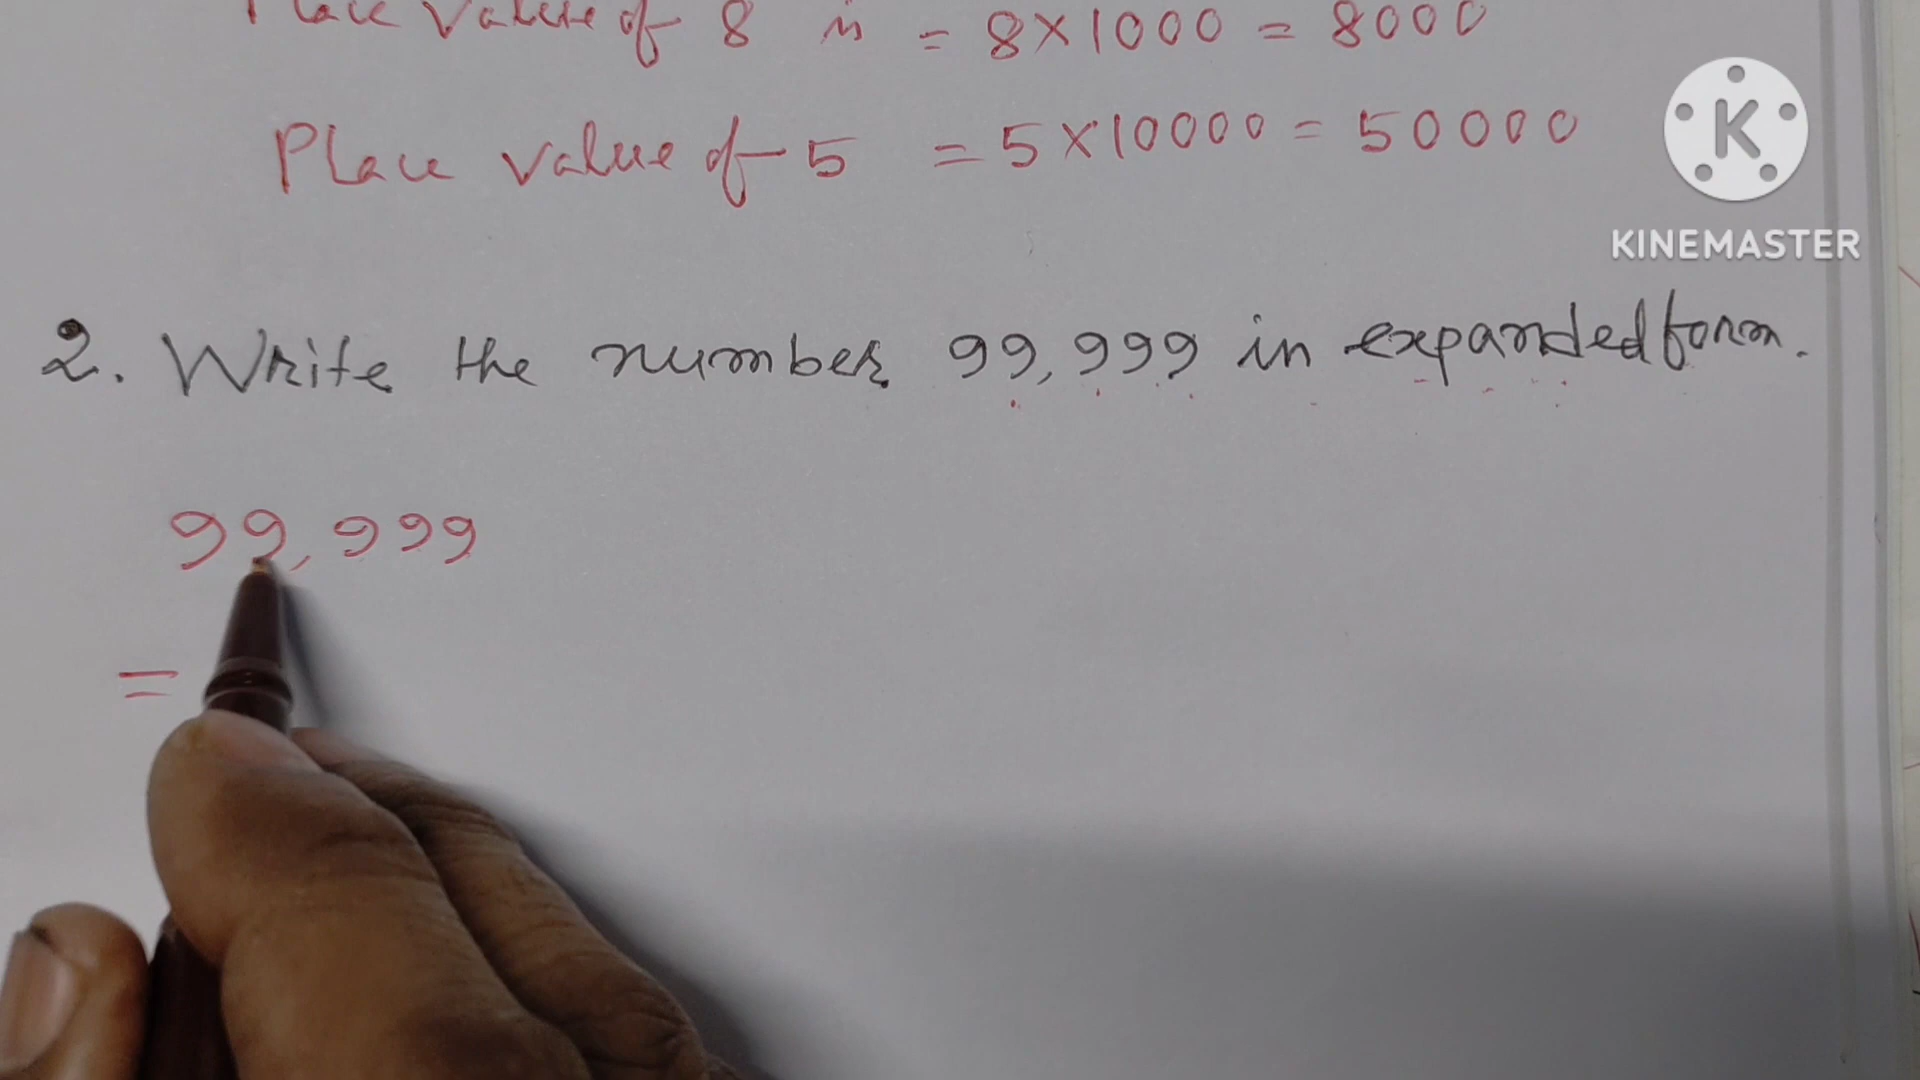 Place Value of 8 is = 8×1000 = 8000
Place value of 5 = 5×10000 = 50000
K
KINEMASTER
2. Write the number 99,999 in expanded form.
99,999
=